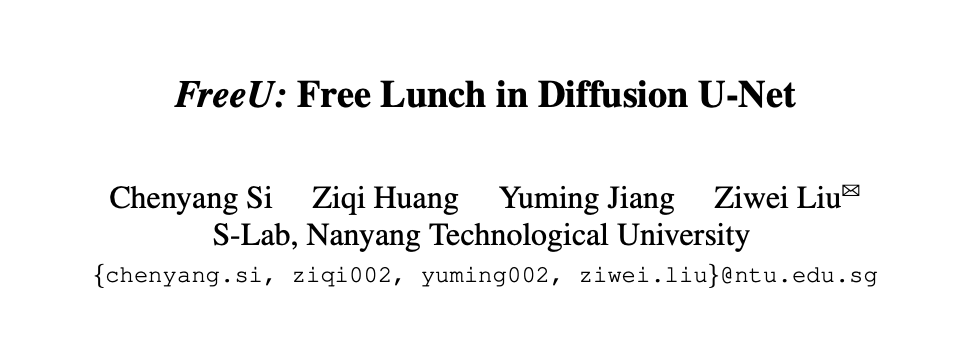 FreeU: Free Lunch in Diffusion U-Net
Chenyang Si Ziqi Huang Yuming Jiang Ziwei Liu✉
S-Lab, Nanyang Technological University
{chenyang.si, ziqi002, yuming002, ziwei.liu}@ntu.edu.sg